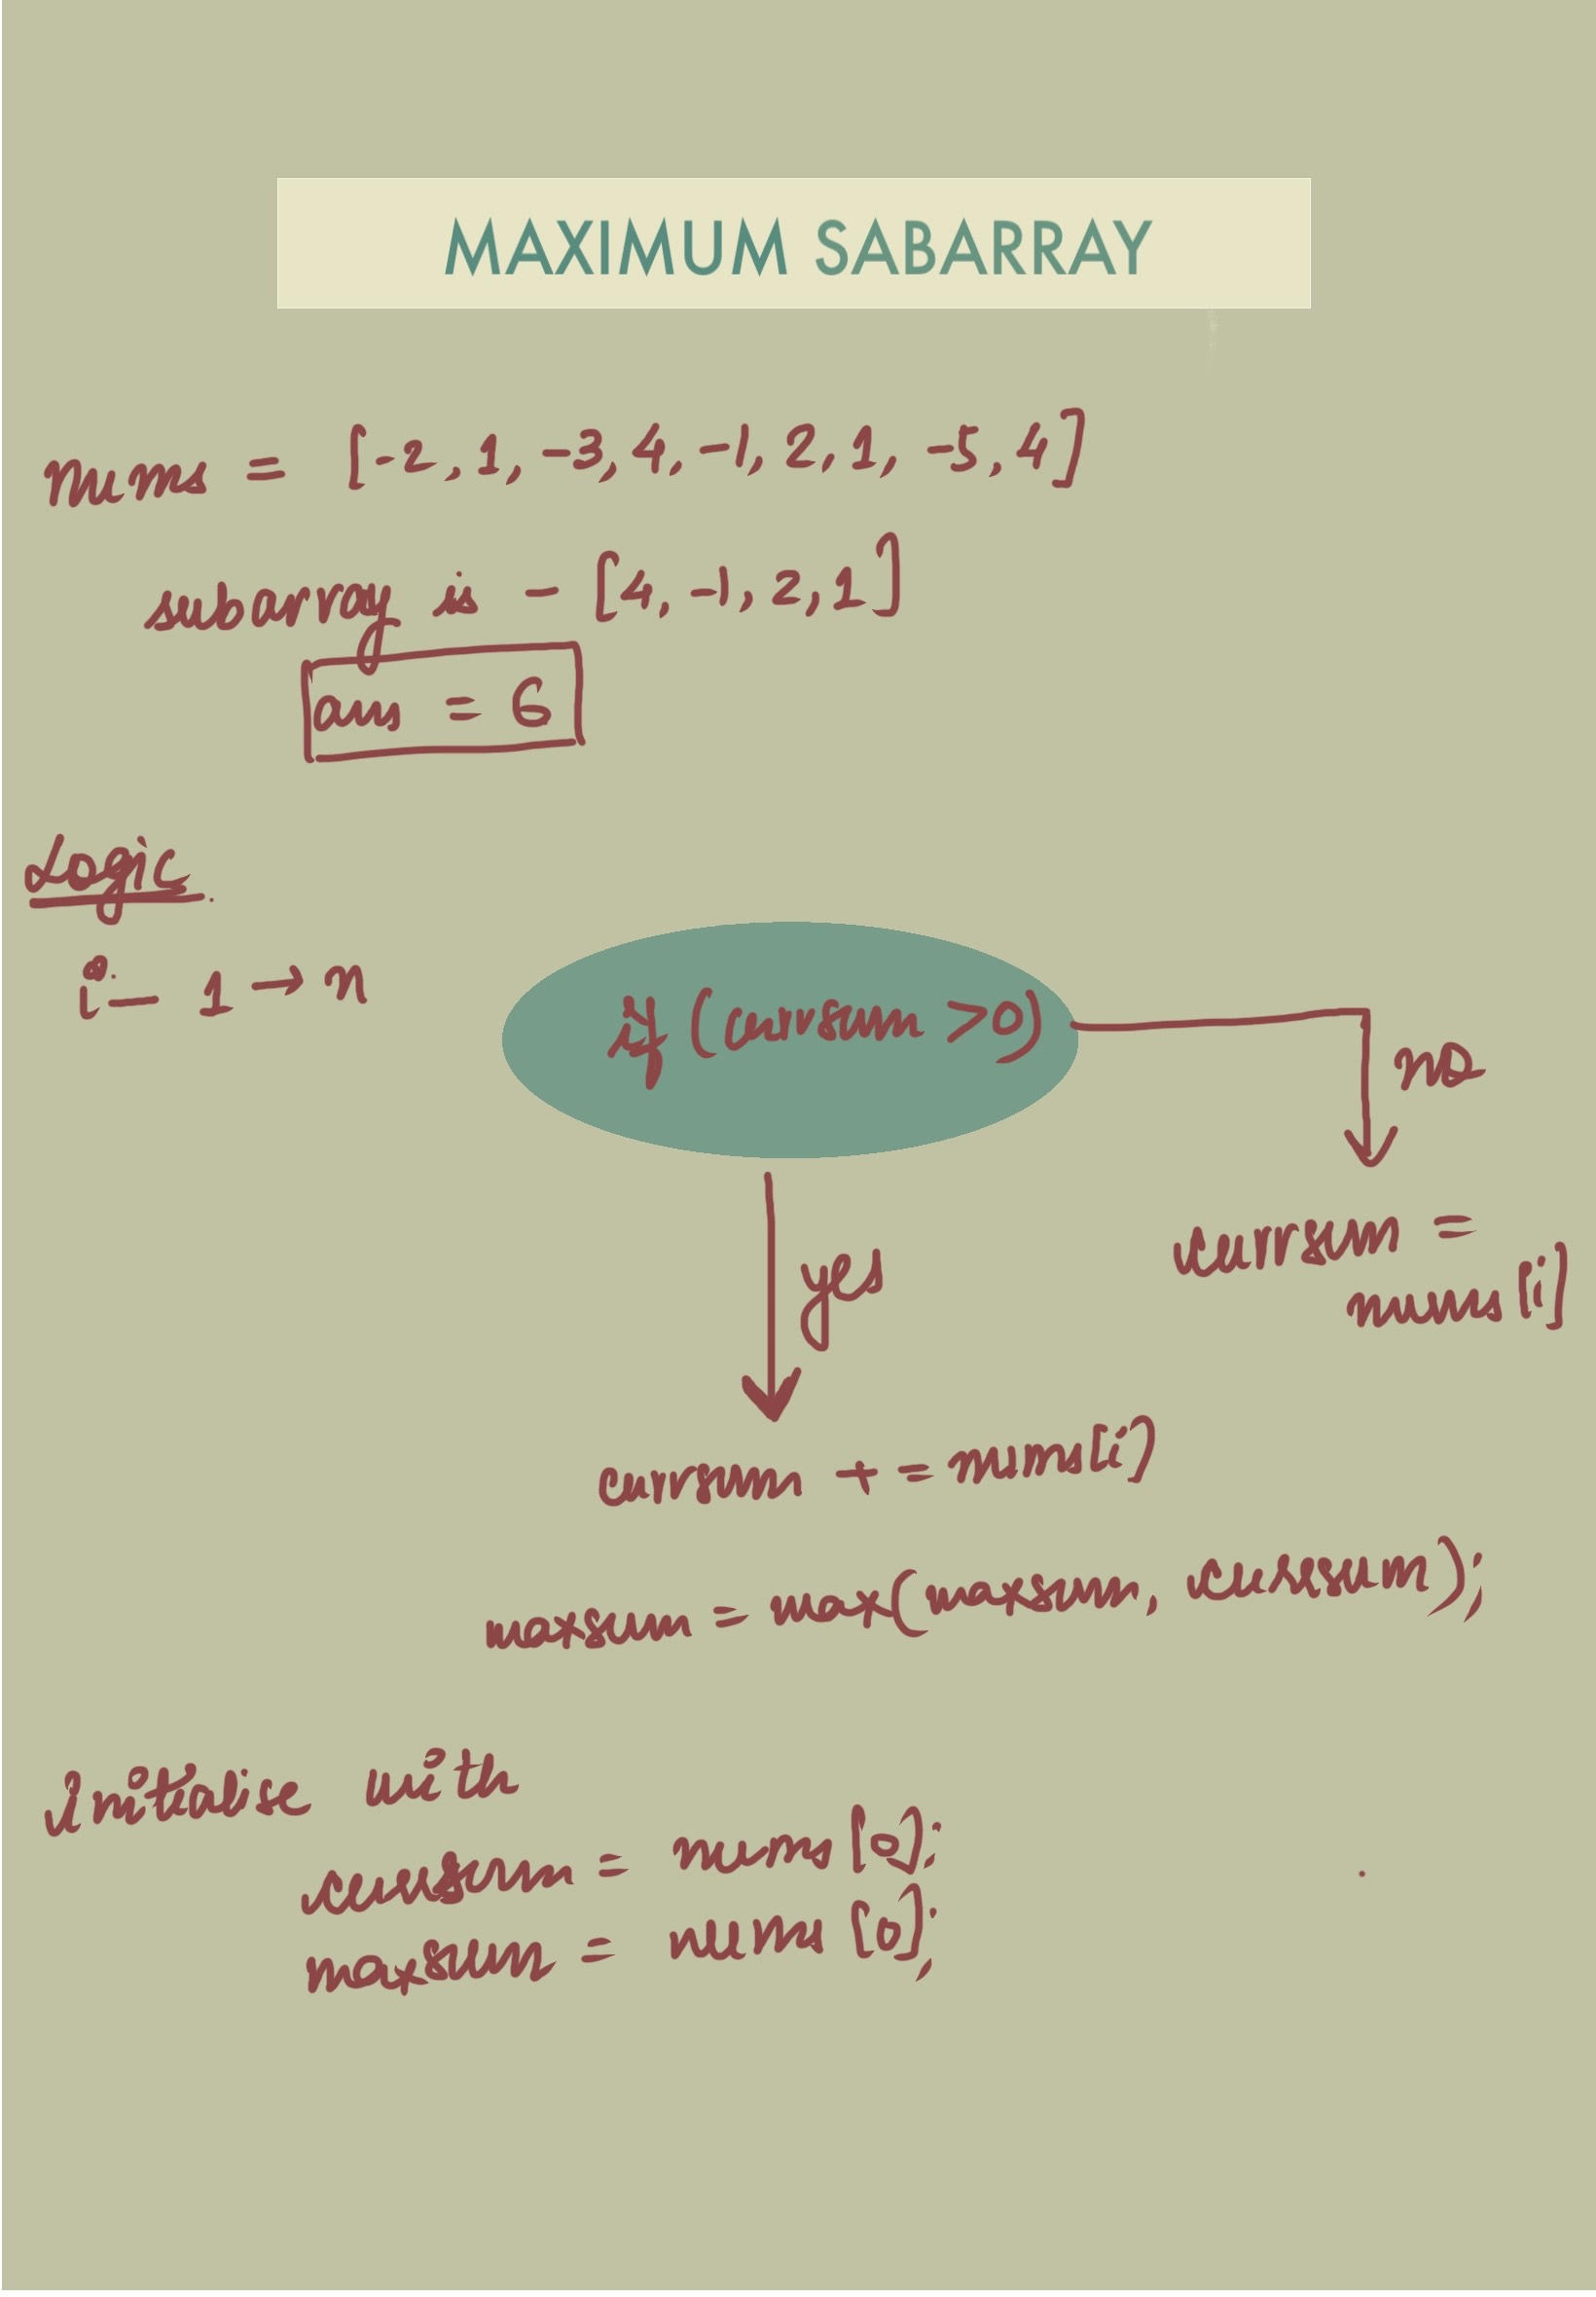 MAXIMUM SABARRAY
nums = [-2, 1, -3, 4, -1, 2, 1, -5, 4]
subarray is - [4, -1, 2, 1]
ans = 6
Logic
i - 1 → n
if (currsum >0)
no
currsum =
nums[i]
yes
currsum += nums[i]
maxsum = max(maxsum, currsum);
initialise with
currsum = nums[0];
maxsum = nums[0];